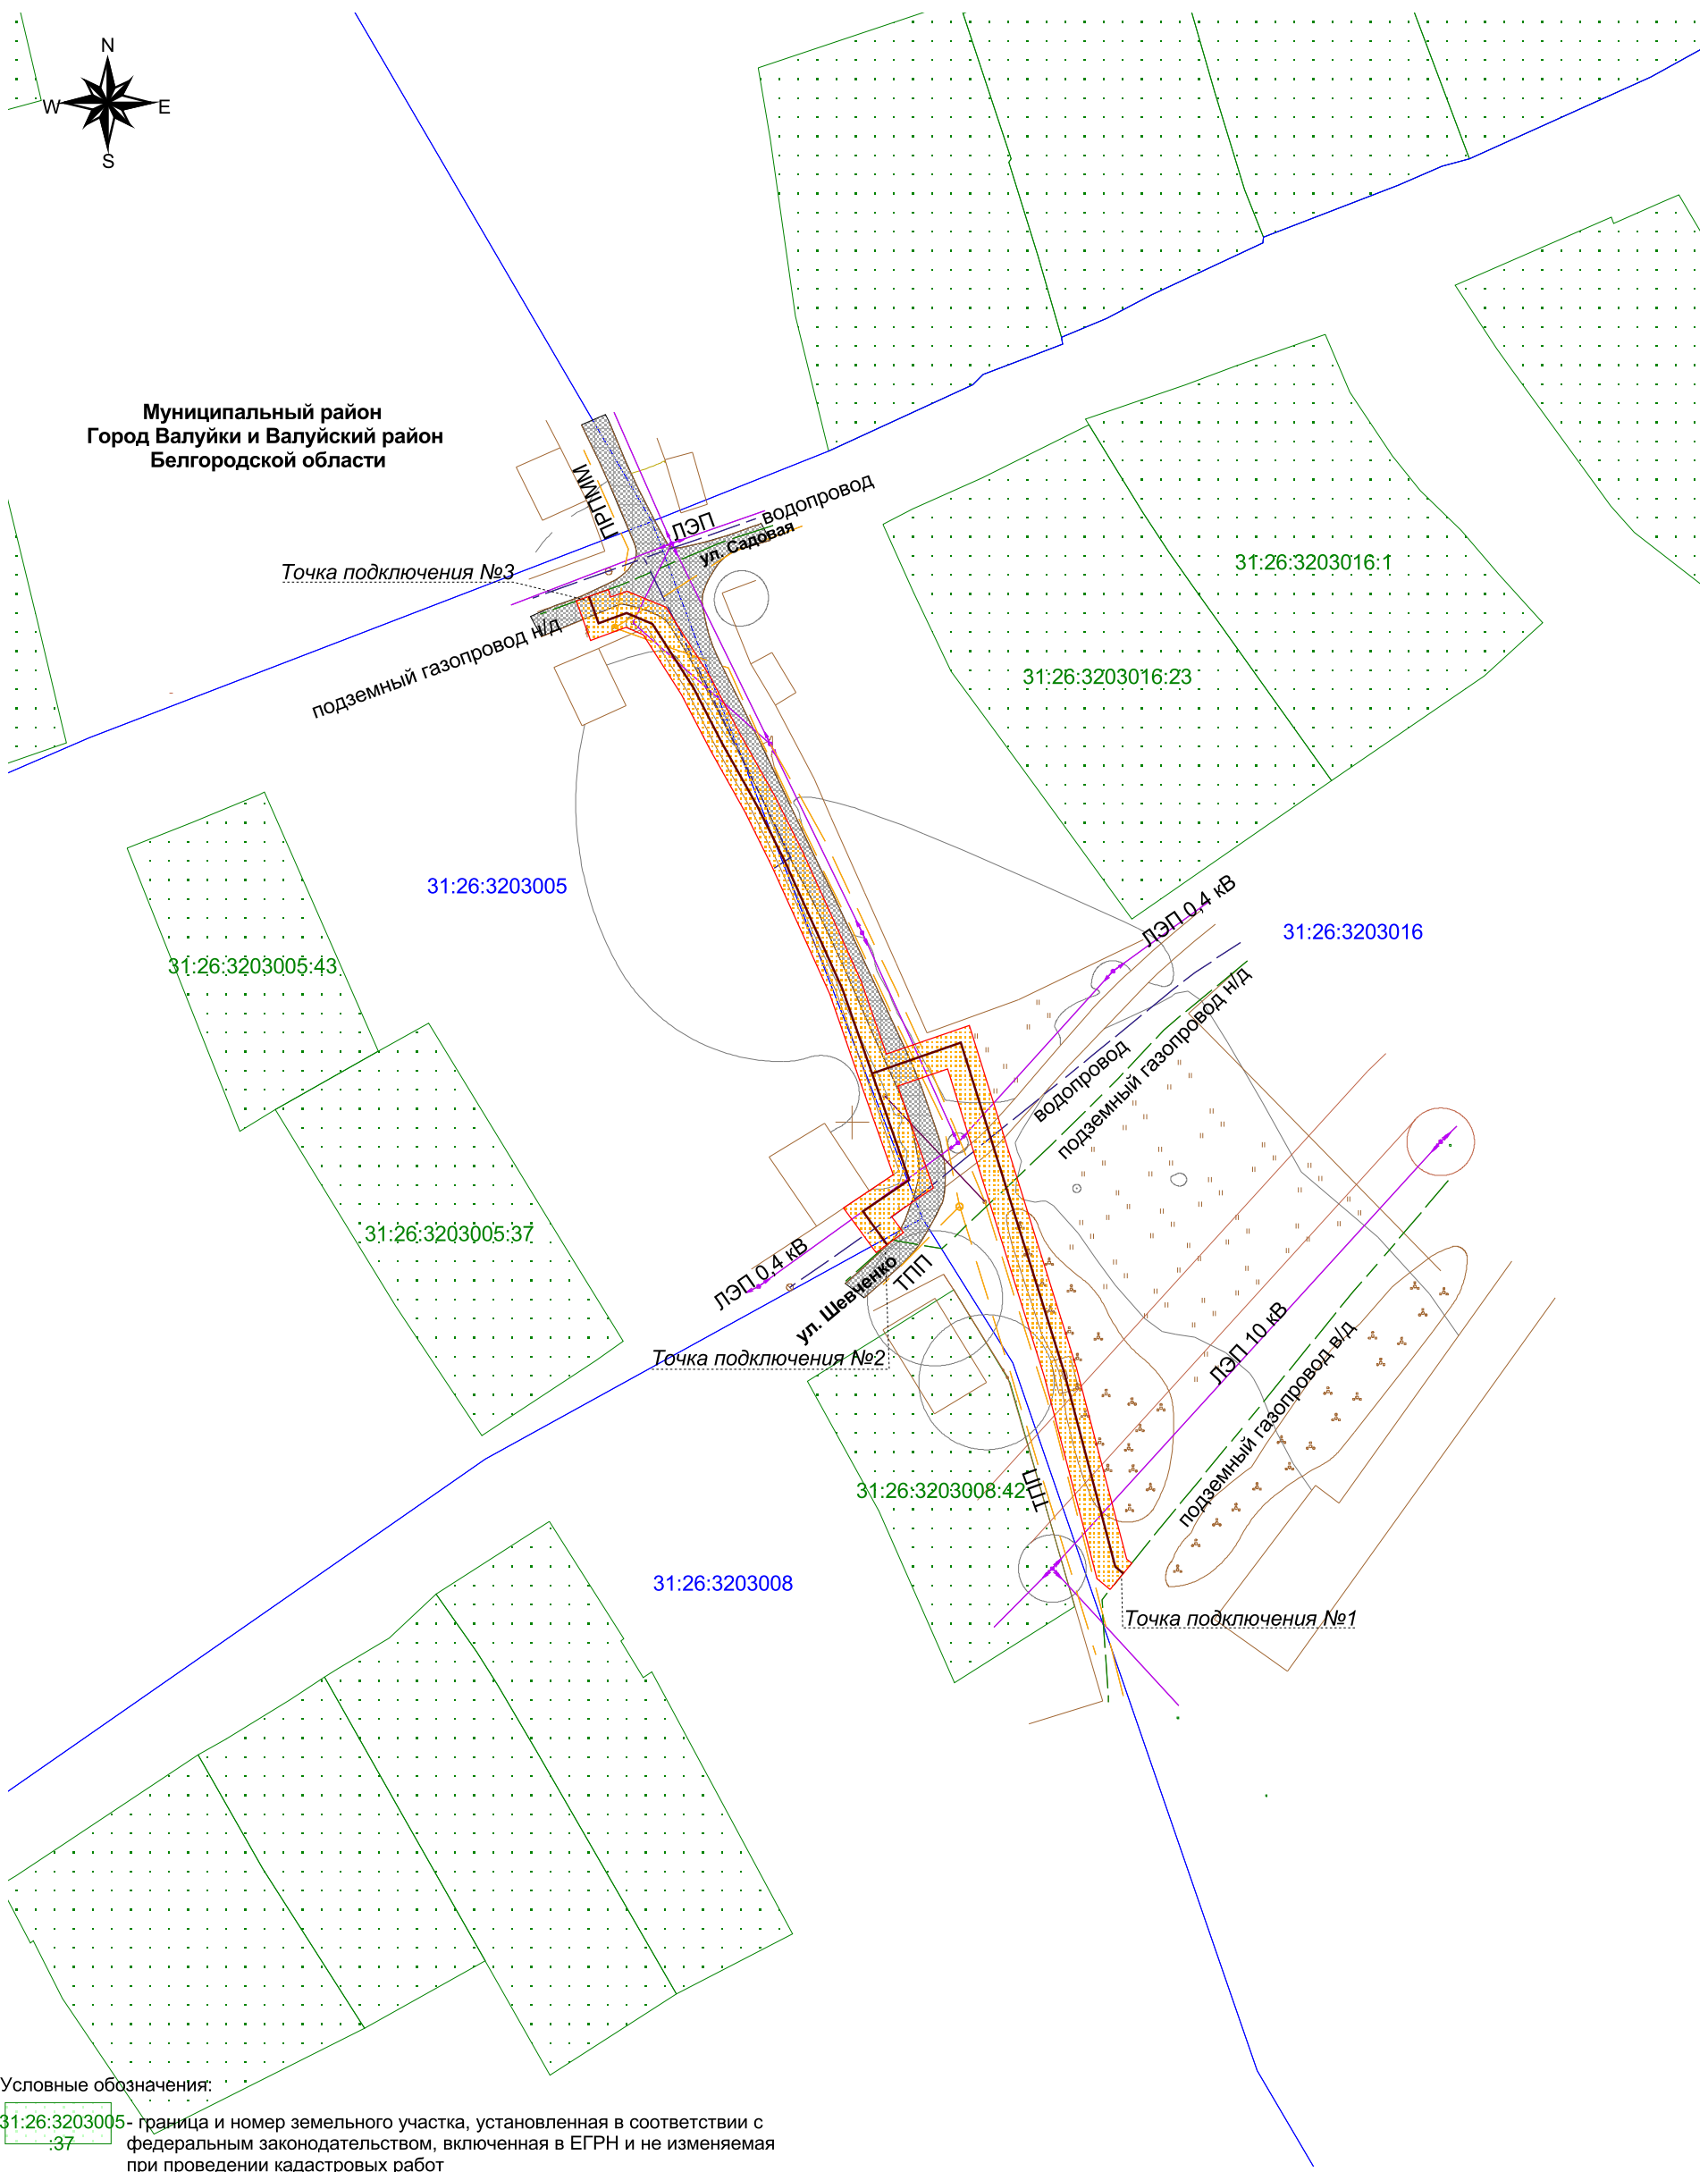 N
W
E
S
Муниципальный район
Город Валуйки и Валуйский район
Белгородской области
ПРПММ
ЛЭП
водопровод
ул. Садовая
Точка подключения №3
подземный газопровод н/д
31:26:3203016:1
31:26:3203016:23
31:26:3203005
ЛЭП 0,4 кВ
31:26:3203016
31:26:3203005:43
подземный газопровод н/д
водопровод
31:26:3203005:37
ЛЭП 0,4 кВ
ТПП
ул. Шевченко
Точка подключения №2
ЛЭП 10 кВ
подземный газопровод в/д
31:26:3203008:42
ТПП
31:26:3203008
Точка подключения №1
Условные обозначения:
31:26:3203005
:37
- граница и номер земельного участка, установленная в соответствии с
федеральным законодательством, включенная в ЕГРН и не изменяемая
при проведении кадастровых работ